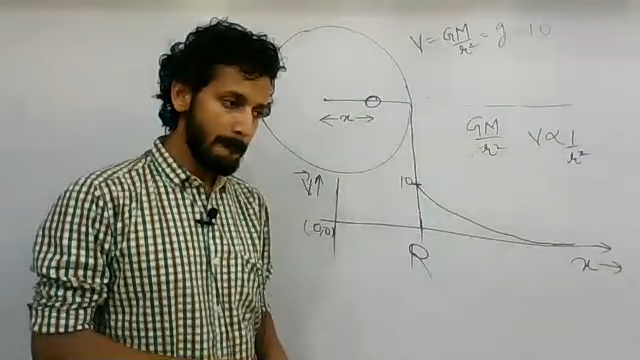 V = GM/r² = g = 10
GM/r² V ∝ 1/r²
← x →
V↑
10
(0,0)
R
x →